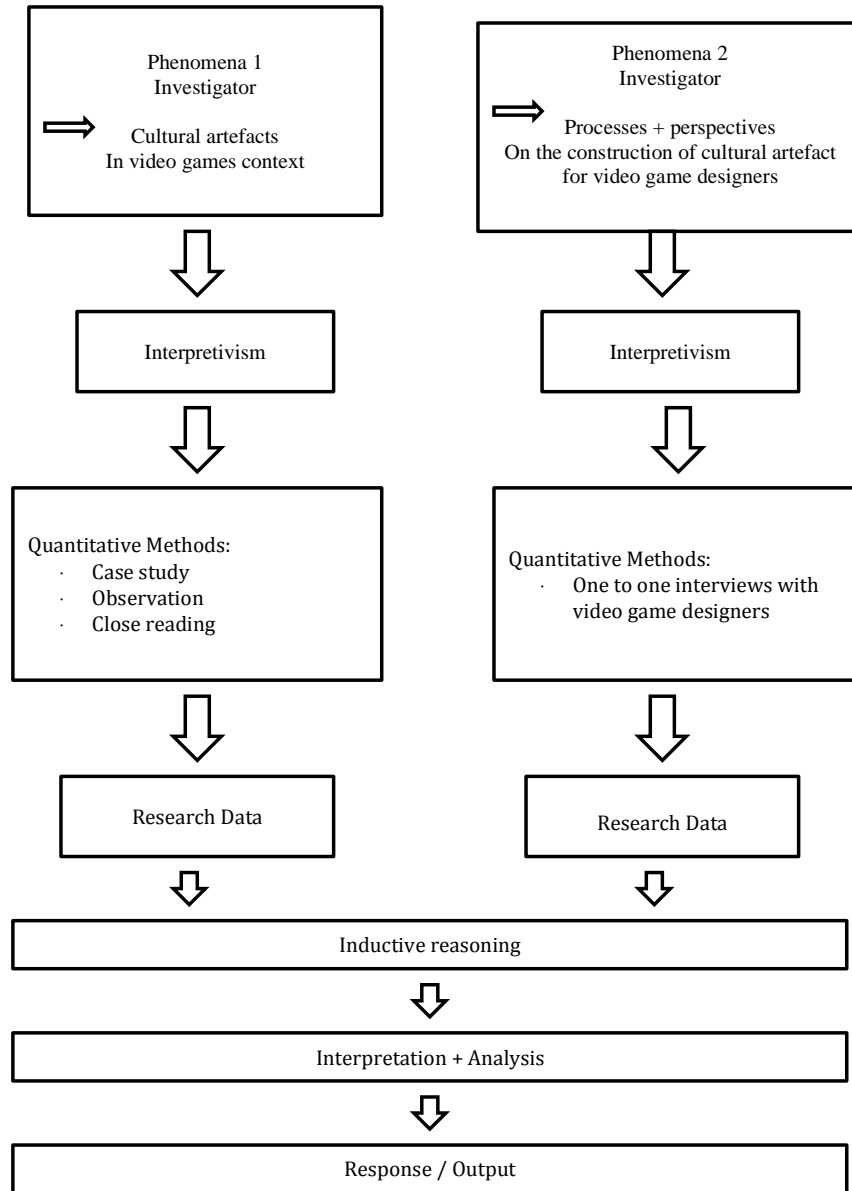 Phenomena 1
Investigator
Cultural artefacts
In video games context
Phenomena 2
Investigator
Processes + perspectives
On the construction of cultural artefact
for video game designers
Interpretivism
Interpretivism
Quantitative Methods:
· Case study
· Observation
· Close reading
Quantitative Methods:
· One to one interviews with
video game designers
Research Data
Research Data
Inductive reasoning
Interpretation + Analysis
Response / Output